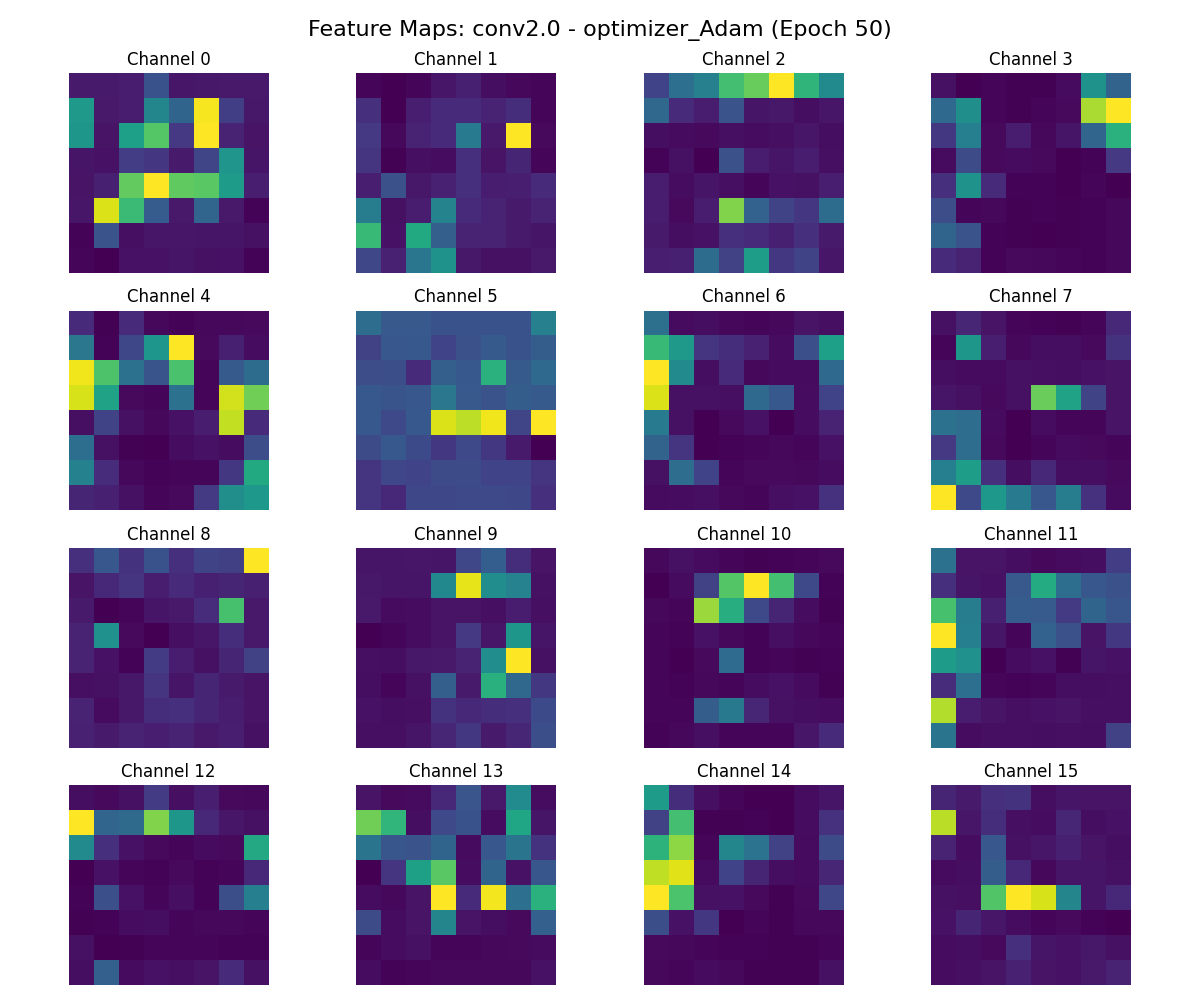 Feature Maps: conv2.0 - optimizer_Adam (Epoch 50)
Channel 0
Channel 1
Channel 2
Channel 3
Channel 4
Channel 5
Channel 6
Channel 7
Channel 8
Channel 9
Channel 10
Channel 11
Channel 12
Channel 13
Channel 14
Channel 15